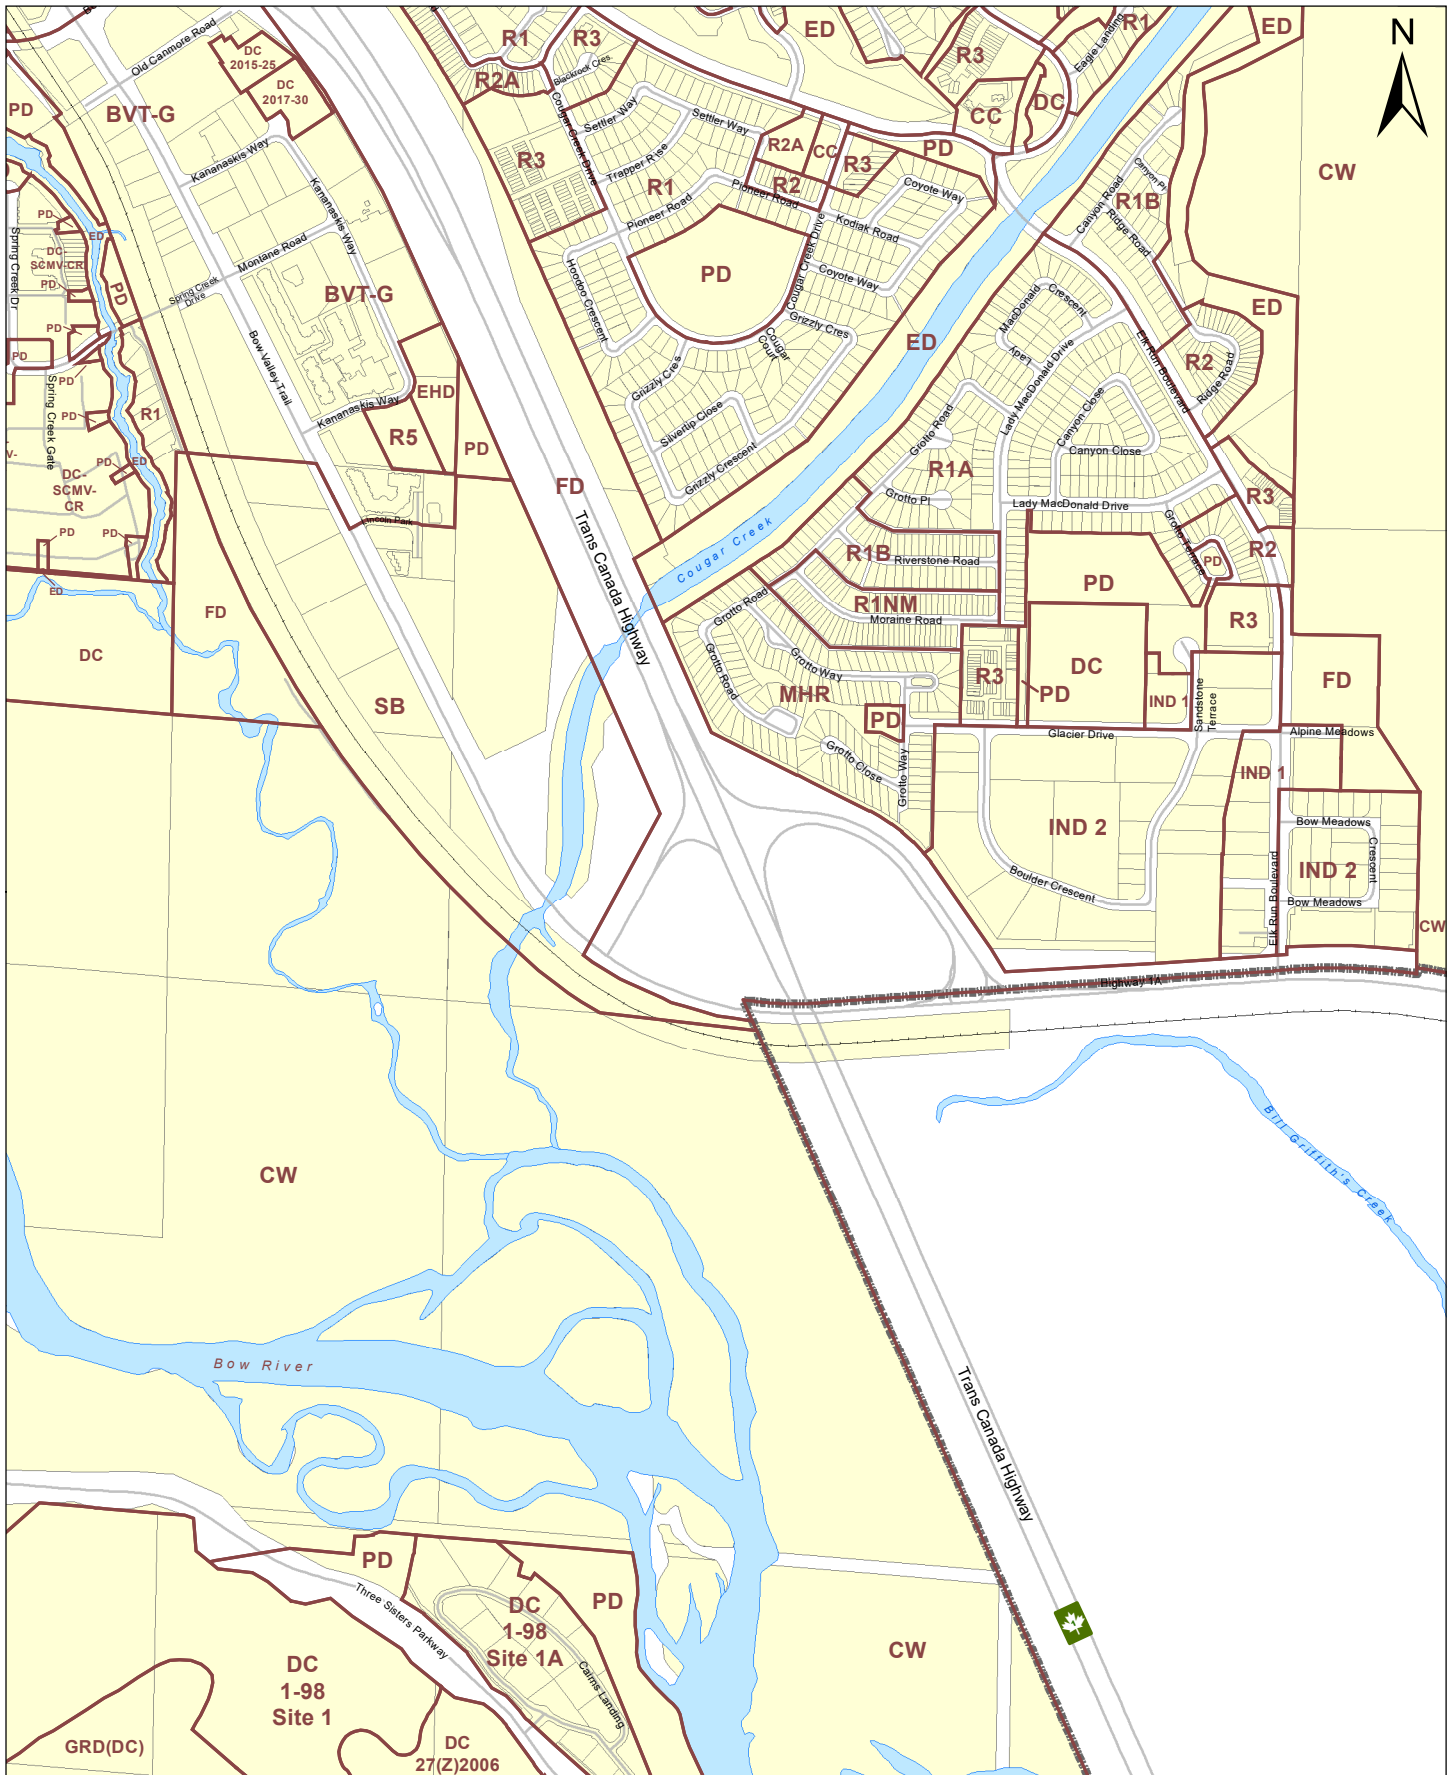 Old Canmore Road
DC
2015-25
DC
2017-30
PD
BVT-G
Kananaskis Way
Kananaskis Way
Montane Road
Spring Creek
Drive
BVT-G
Bow Valley Trail
Kananaskis Way
EHD
R5
PD
PD
ED
DC-
SCMV-CR
PD
PD
PD
PD
Spring Creek Dr
PD
PD
Spring Creek Gate
R1
PD
ED
DC-
SCMV-
CR
V-
PD
PD
ED
DC
FD
SB
FD
Trans Canada Highway
R1
R3
R2A
Blackrock Cres.
Cougar Creek Drive
Settler Way
Settler Way
Trapper Rise
R3
R1
R2A
CC
R3
R2
Pioneer Road
Pioneer Road
PD
Hoodoo Crescent
Grizzly Cres
Silvertip Close
Grizzly Crescent
Cougar
Court
Grizzly Cres
Coyote Way
Kodiak Road
Coyote Way
Cougar Creek Drive
PD
ED
R3
CC
DC
Eagle Landing
R1
ED
N
CW
Canyon Pl
Canyon Road
R1B
Ridge Road
ED
R2
Ridge Road
Elk Run Boulevard
MacDonald
Crescent
Lady
Lady MacDonald Drive
Canyon Close
Canyon Close
ED
Grotto Road
R1A
Grotto Pl
Lady MacDonald Drive
R3
R2
Grotto Terrace
PD
R1B
Riverstone Road
R1NM
Moraine Road
PD
R3
Cougar Creek
Grotto Road
Grotto Road
Grotto Way
MHR
R3
PD
DC
IND 1
Sandstone
Terrace
FD
PD
Glacier Drive
Alpine Meadows
Grotto Close
Grotto Way
IND 1
IND 2
Boulder Crescent
Bow Meadows
Crescent
IND 2
Bow Meadows
Elk Run Boulevard
CW
Highway 1A
Bill Griffith's Creek
CW
Bow River
Trans Canada Highway
PD
Three Sisters Parkway
DC
1-98
Site 1A
PD
Cairns Landing
CW
DC
1-98
Site 1
GRD(DC)
DC
27(Z)2006